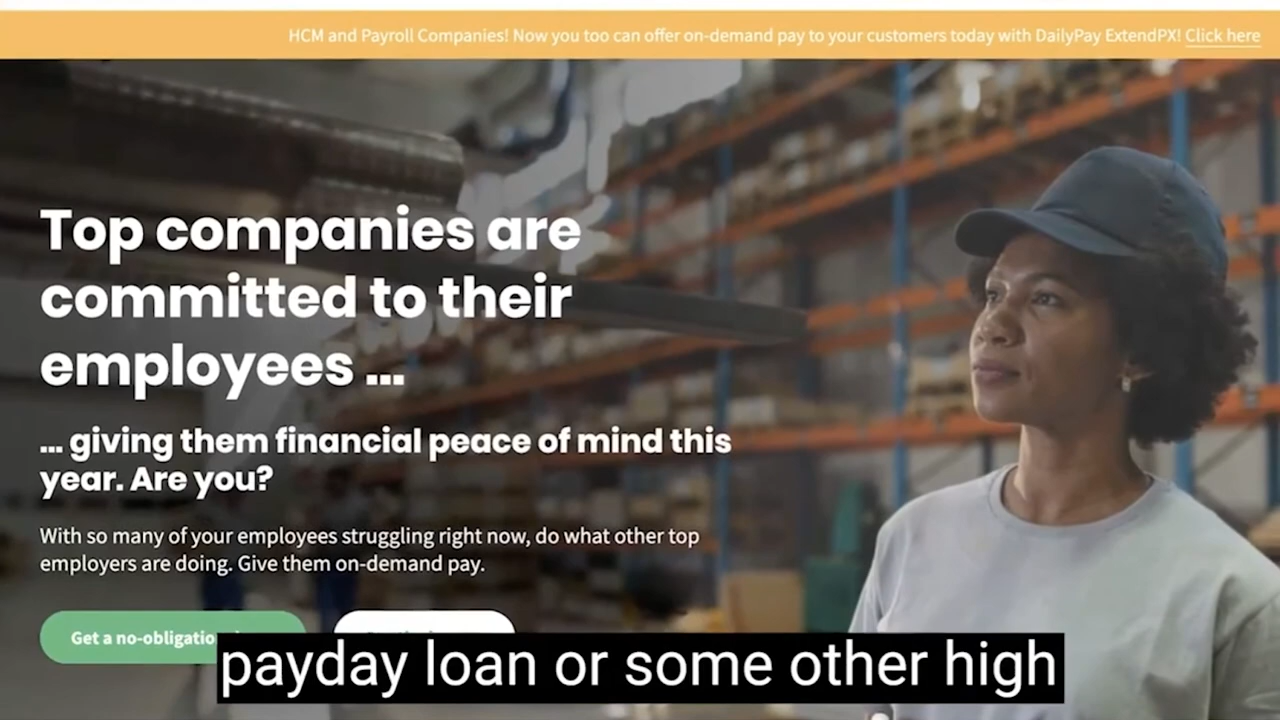 HCM and Payroll Companies! Now you too can offer on-demand pay to your customers today with DailyPay ExtendPX! Click here
Top companies are
committed to their
employees ...
... giving them financial peace of mind this
year. Are you?
With so many of your employees struggling right now, do what other top
employers are doing. Give them on-demand pay.
Get a no-obligatio
payday loan or some other high